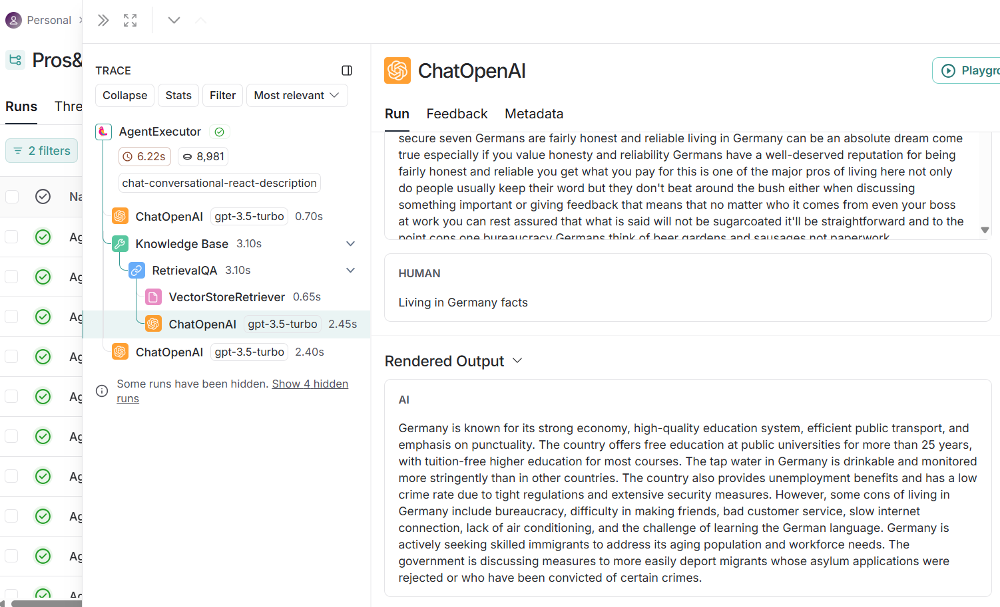 Personal
Pros&
Runs Thre
2 filters
Na
Ag
Ag
Ag
Ag
Ag
Ag
Ag
Ag
Ag
Ag
TRACE
Collapse Stats Filter Most relevant
AgentExecutor
6.22s 8,981
chat-conversational-react-description
ChatOpenAI gpt-3.5-turbo 0.70s
Knowledge Base 3.10s
RetrievalQA 3.10s
VectorStoreRetriever 0.65s
ChatOpenAI gpt-3.5-turbo 2.45s
ChatOpenAI gpt-3.5-turbo 2.40s
Some runs have been hidden. Show 4 hidden
runs
ChatOpenAI
Playgro
Run Feedback Metadata
secure seven Germans are fairly honest and reliable living in Germany can be an absolute dream come
true especially if you value honesty and reliability Germans have a well-deserved reputation for being
fairly honest and reliable you get what you pay for this is one of the major pros of living here not only
do people usually keep their word but they don't beat around the bush either when discussing
something important or giving feedback that means that no matter who it comes from even your boss
at work you can rest assured that what is said will not be sugarcoated it'll be straightforward and to the
point cons one bureaucracy Germans think of beer gardens and sausages not paperwork
HUMAN
Living in Germany facts
Rendered Output
AI
Germany is known for its strong economy, high-quality education system, efficient public transport, and
emphasis on punctuality. The country offers free education at public universities for more than 25 years,
with tuition-free higher education for most courses. The tap water in Germany is drinkable and monitored
more stringently than in other countries. The country also provides unemployment benefits and has a low
crime rate due to tight regulations and extensive security measures. However, some cons of living in
Germany include bureaucracy, difficulty in making friends, bad customer service, slow internet
connection, lack of air conditioning, and the challenge of learning the German language. Germany is
actively seeking skilled immigrants to address its aging population and workforce needs. The
government is discussing measures to more easily deport migrants whose asylum applications were
rejected or who have been convicted of certain crimes.